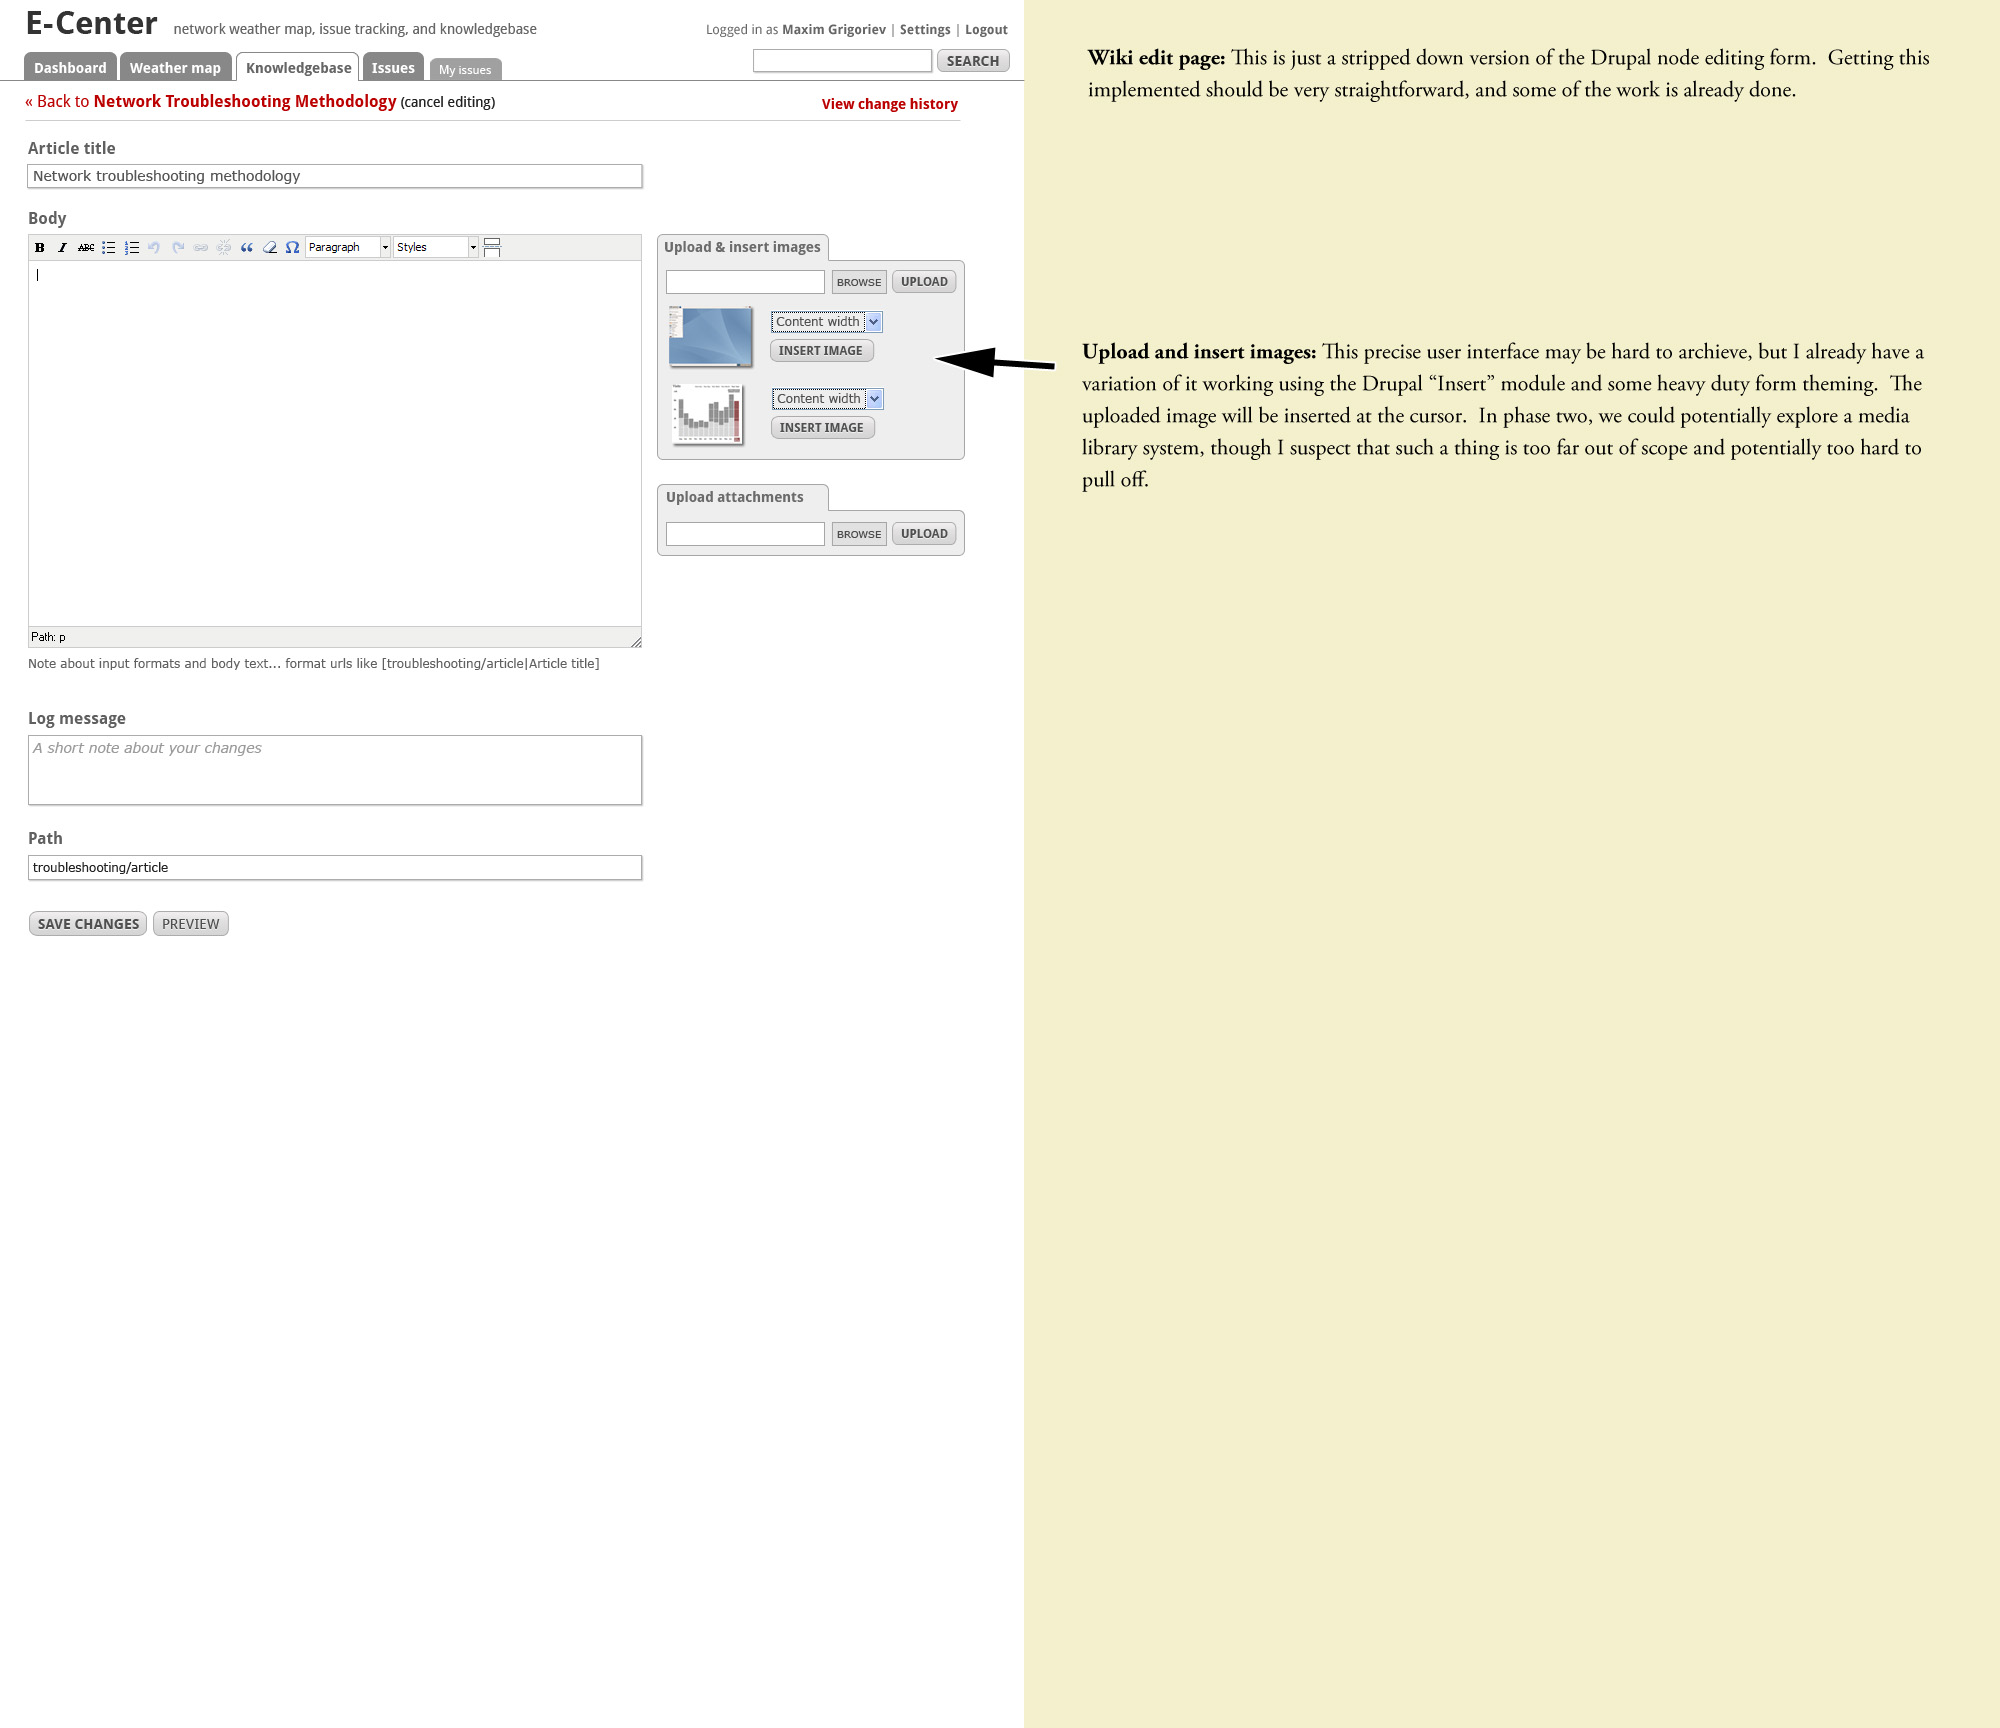 E-Center network weather map, issue tracking, and knowledgebase
Logged in as Maxim Grigoriev | Settings | Logout
Dashboard Weather map Knowledgebase Issues My issues
SEARCH
« Back to Network Troubleshooting Methodology (cancel editing)
View change history
Article title
Network troubleshooting methodology
Body
B I ABC Paragraph Styles
Path: p
Note about input formats and body text... format urls like [troubleshooting/article|Article title]
Upload & insert images
BROWSE UPLOAD
Content width
INSERT IMAGE
Content width
INSERT IMAGE
Upload attachments
BROWSE UPLOAD
Log message
A short note about your changes
Path
troubleshooting/article
SAVE CHANGES PREVIEW
Wiki edit page: This is just a stripped down version of the Drupal node editing form. Getting this
implemented should be very straightforward, and some of the work is already done.
Upload and insert images: This precise user interface may be hard to archieve, but I already have a
variation of it working using the Drupal “Insert” module and some heavy duty form theming. The
uploaded image will be inserted at the cursor. In phase two, we could potentially explore a media
library system, though I suspect that such a thing is too far out of scope and potentially too hard to
pull off.